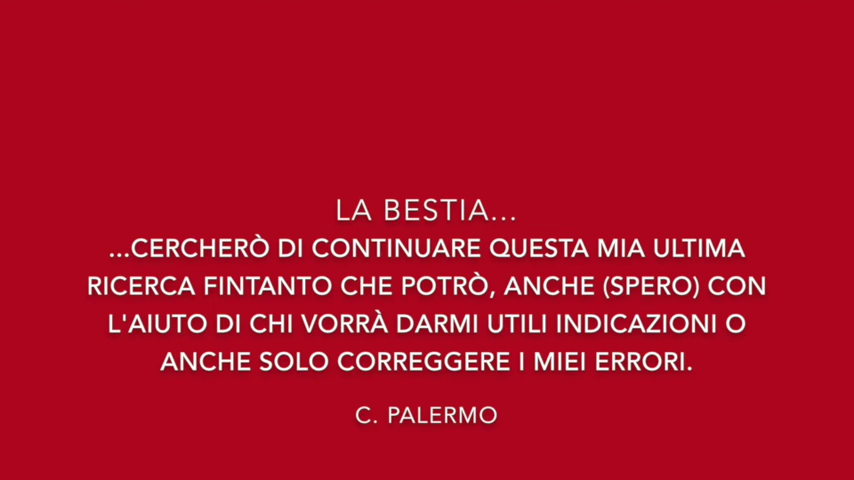 LA BESTIA...
...CERCHERÒ DI CONTINUARE QUESTA MIA ULTIMA
RICERCA FINTANTO CHE POTRÒ, ANCHE (SPERO) CON
L'AIUTO DI CHI VORRÀ DARMI UTILI INDICAZIONI O
ANCHE SOLO CORREGGERE I MIEI ERRORI.
C. PALERMO